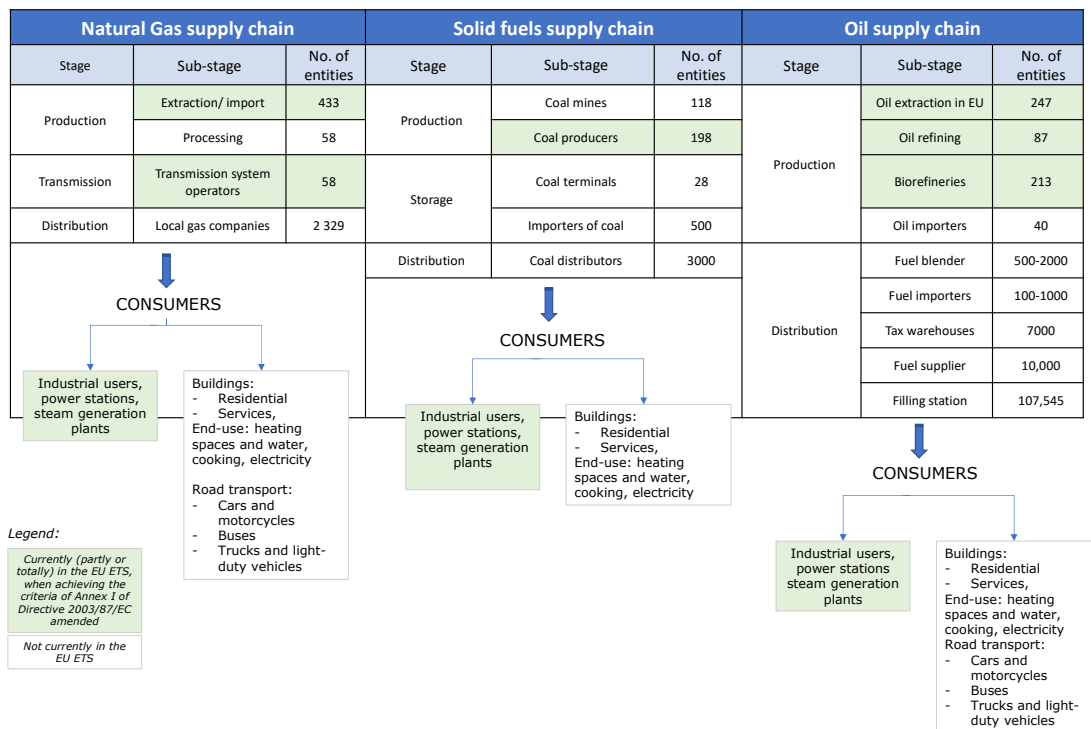 Natural Gas supply chain
Solid fuels supply chain
Oil supply chain
Stage
Sub-stage
No. of
entities
Stage
Sub-stage
No. of
entities
Stage
Sub-stage
No. of
entities
Production
Extraction/ import
433
Processing
58
Transmission
Transmission system
operators
58
Distribution
Local gas companies
2 329
CONSUMERS
Industrial users,
power stations,
steam generation
plants
Buildings:
- Residential
- Services,
End-use: heating
spaces and water,
cooking, electricity
Road transport:
- Cars and
motorcycles
- Buses
- Trucks and light-
duty vehicles
Production
Coal mines
118
Coal producers
198
Storage
Coal terminals
28
Importers of coal
500
Distribution
Coal distributors
3000
CONSUMERS
Industrial users,
power stations,
steam generation
plants
Buildings:
- Residential
- Services,
End-use: heating
spaces and water,
cooking, electricity
Production
Oil extraction in EU
247
Oil refining
87
Biorefineries
213
Oil importers
40
Distribution
Fuel blender
500-2000
Fuel importers
100-1000
Tax warehouses
7000
Fuel supplier
10,000
Filling station
107,545
CONSUMERS
Industrial users,
power stations
steam generation
plants
Buildings:
- Residential
- Services,
End-use: heating
spaces and water,
cooking, electricity
Road transport:
- Cars and
motorcycles
- Buses
- Trucks and light-
duty vehicles
Legend:
Currently (partly or
totally) in the EU ETS,
when achieving the
criteria of Annex I of
Directive 2003/87/EC
amended
Not currently in the
EU ETS